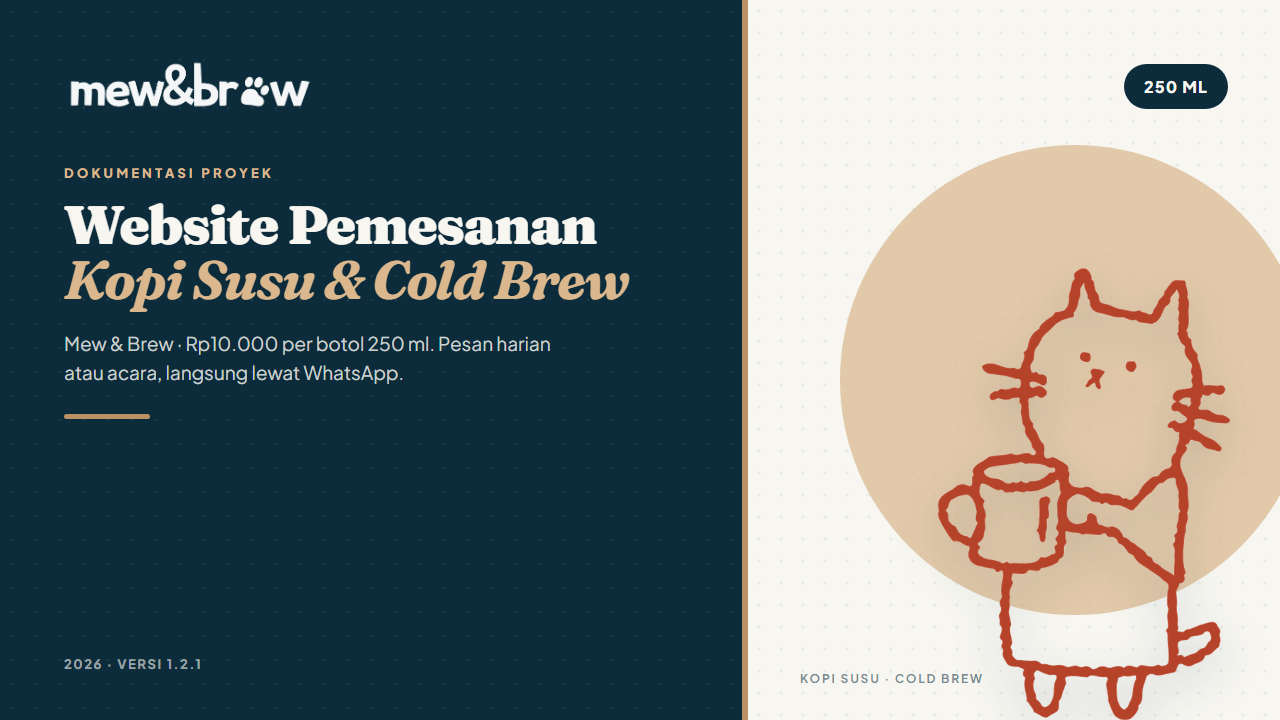 mew&brew
DOKUMENTASI PROYEK
Website Pemesanan
Kopi Susu & Cold Brew
Mew & Brew · Rp10.000 per botol 250 ml. Pesan harian
atau acara, langsung lewat WhatsApp.
2026 · VERSI 1.2.1
250 ML
KOPI SUSU · COLD BREW